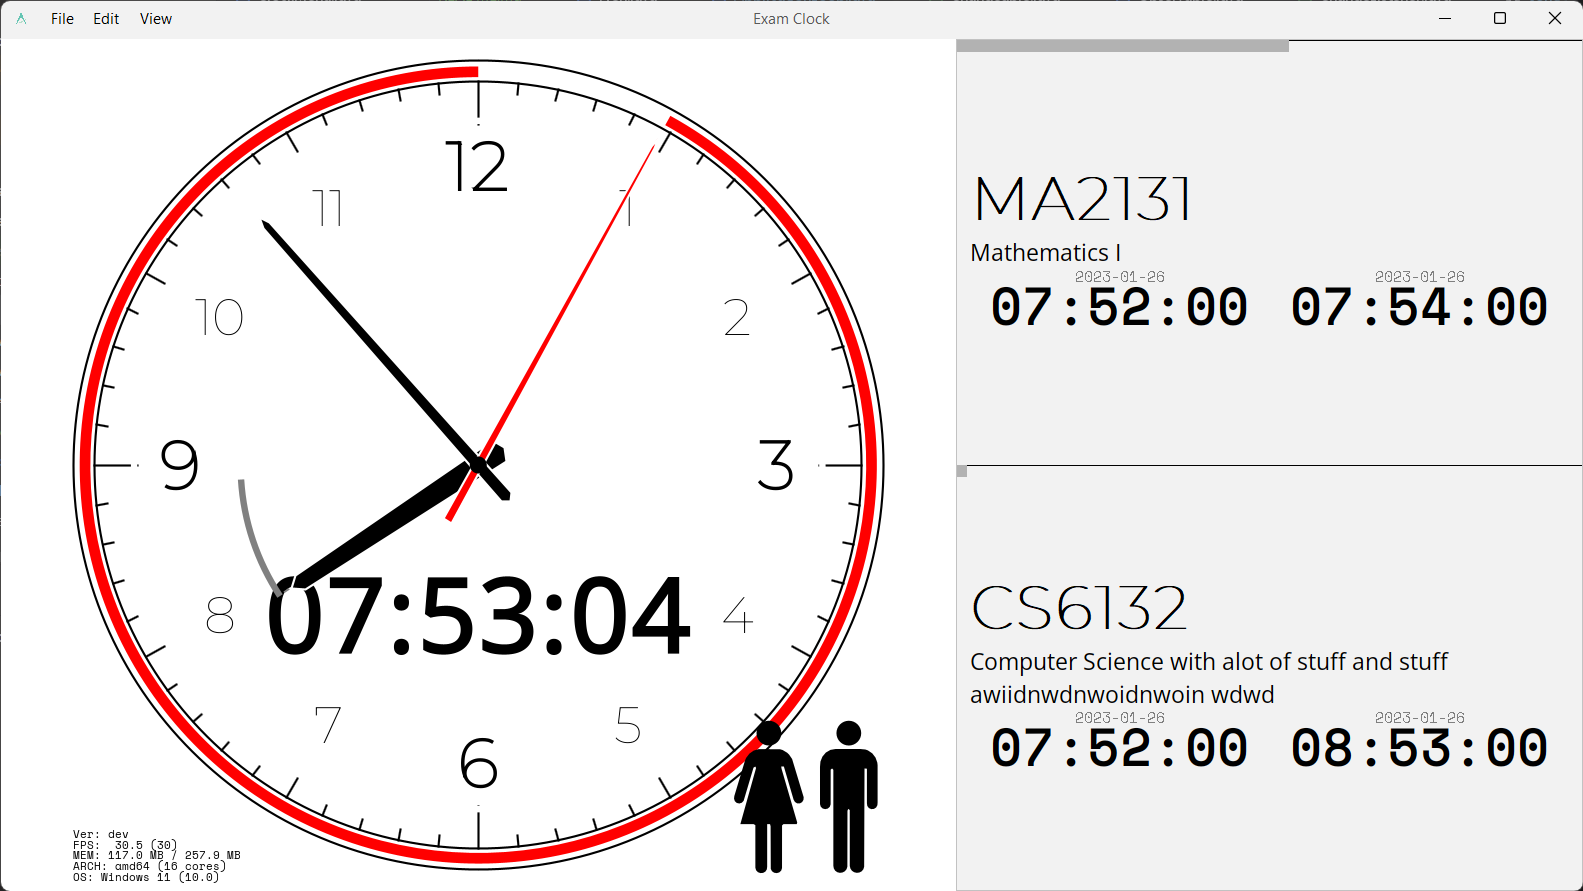 File Edit View
Exam Clock
12
11
1
10
2
9
3
8
4
07:53:04
7
5
6
Ver: dev
FPS: 30.5 (30)
MEM: 117.0 MB / 257.9 MB
ARCH: amd64 (16 cores)
OS: Windows 11 (10.0)
MA2131
Mathematics I
2023-01-26 2023-01-26
07:52:00 07:54:00
CS6132
Computer Science with alot of stuff and stuff
awiidnwdnwoidnwoin wdwd
2023-01-26 2023-01-26
07:52:00 08:53:00